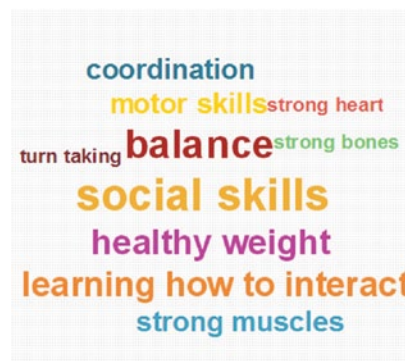 coordination
motor skills strong heart
balance strong bones
turn taking
social skills
healthy weight
learning how to interact
strong muscles